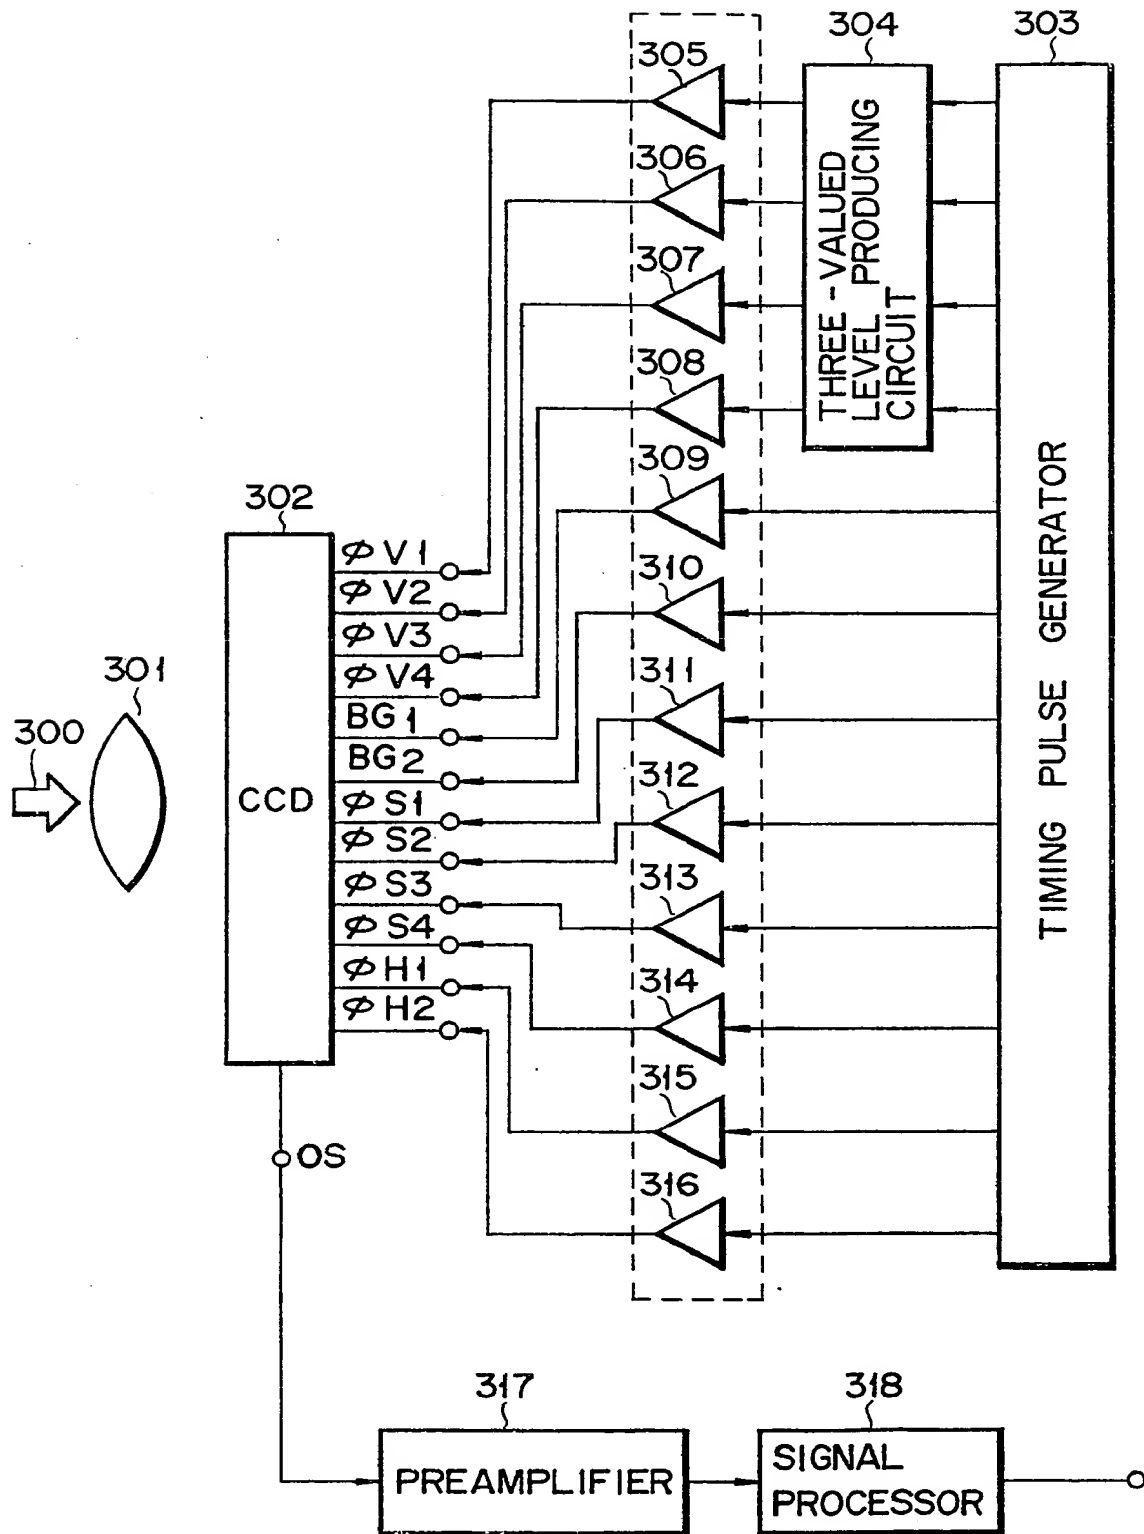 305
304
303
306
307
308
309
310
311
312
313
314
315
316
THREE-VALUED
LEVEL PRODUCING
CIRCUIT
TIMING PULSE GENERATOR
302
301
300
CCD
φV1
φV2
φV3
φV4
BG1
BG2
φS1
φS2
φS3
φS4
φH1
φH2
OS
317
318
PREAMPLIFIER
SIGNAL
PROCESSOR